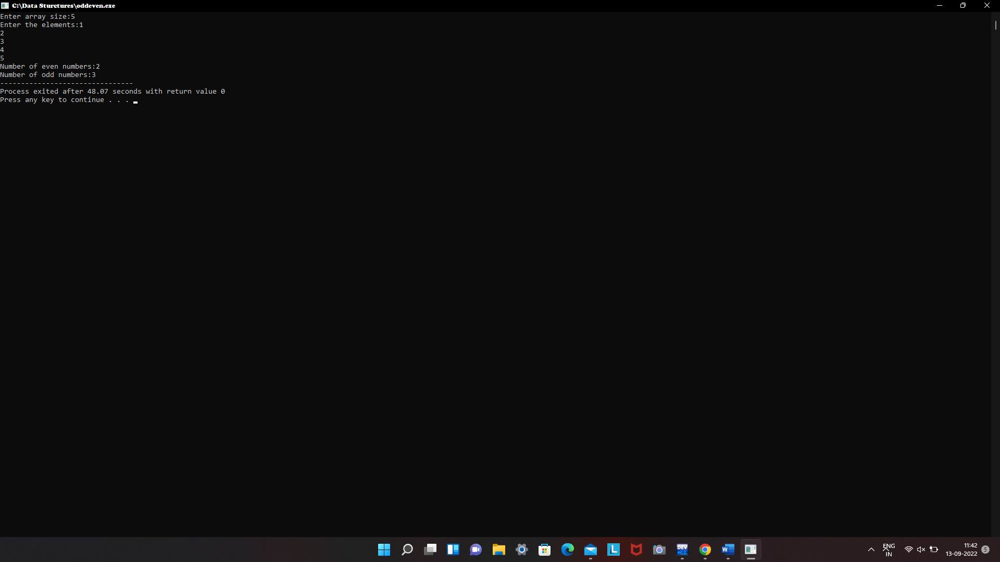 C:\Data Sturctures\oddeven.exe
Enter array size:5
Enter the elements:1
2
3
4
5
Number of even numbers:2
Number of odd numbers:3
--------------------------------
Process exited after 48.07 seconds with return value 0
Press any key to continue . . .
L
DEV
C++
W
ENG
IN
11:42
13-09-2022
5